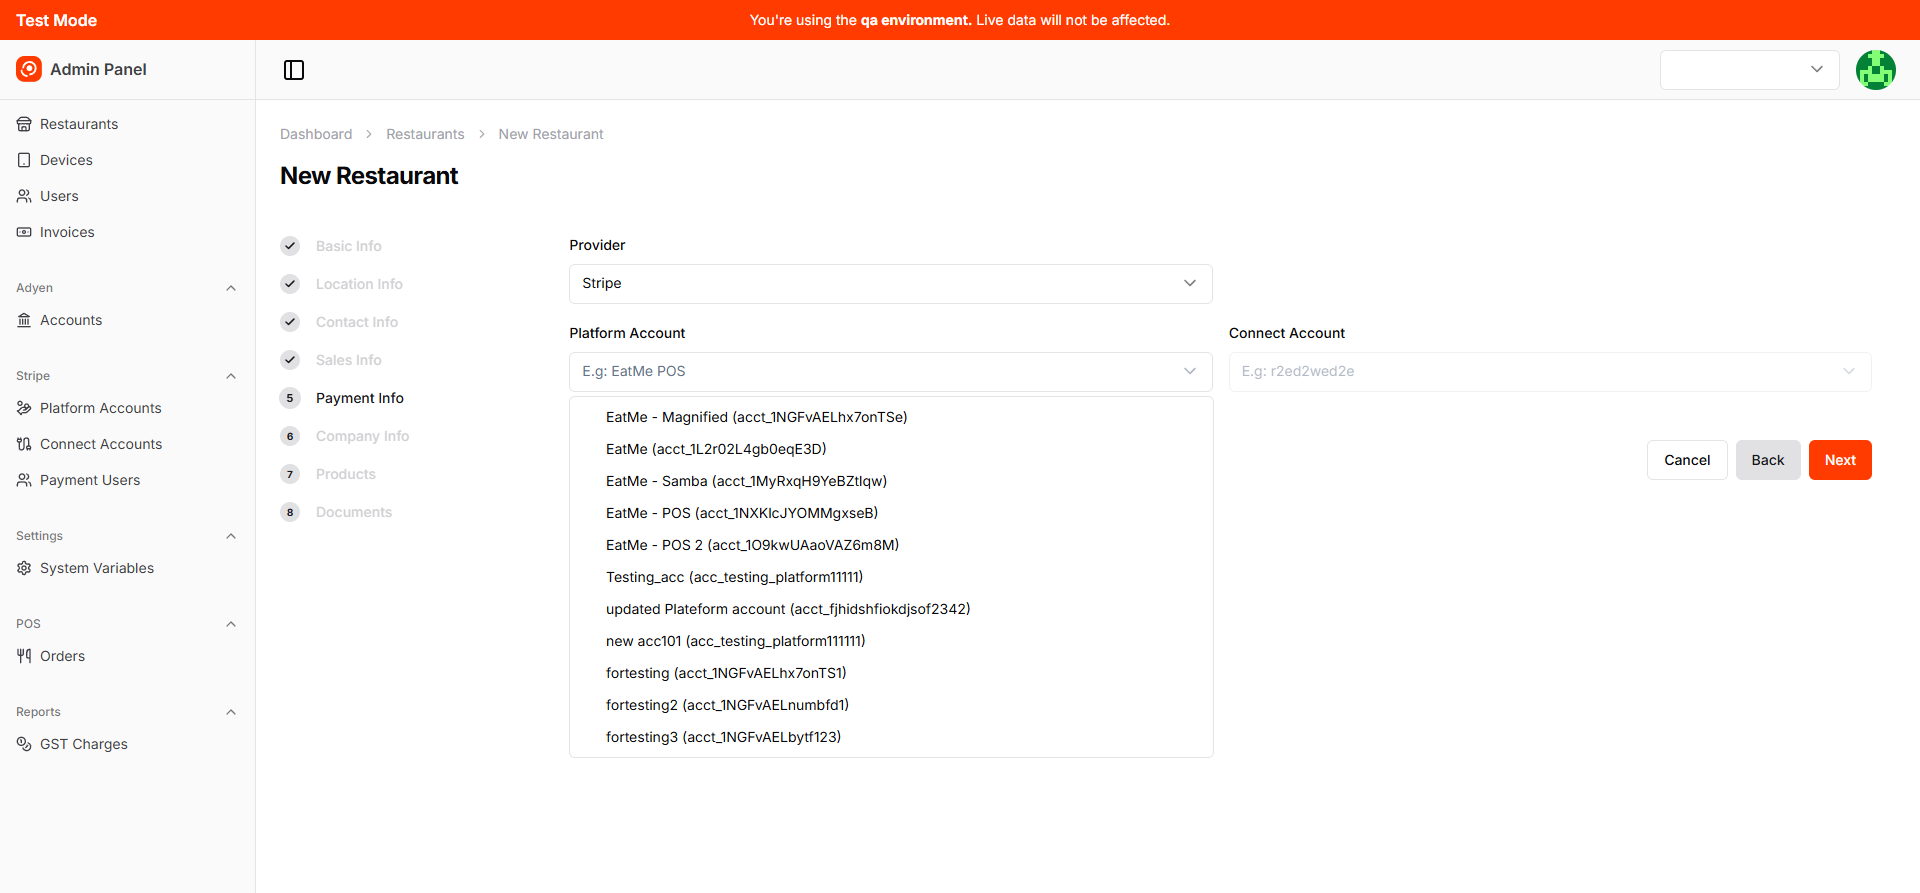 Test Mode
You're using the qa environment. Live data will not be affected.
Admin Panel
Restaurants
Devices
Users
Invoices
Adyen
Accounts
Stripe
Platform Accounts
Connect Accounts
Payment Users
Settings
System Variables
POS
Orders
Reports
GST Charges
Dashboard > Restaurants > New Restaurant
New Restaurant
Basic Info
Location Info
Contact Info
Sales Info
5 Payment Info
6 Company Info
7 Products
8 Documents
Provider
Stripe
Platform Account
E.g: EatMe POS
EatMe - Magnified (acct_1NGFvAELhx7onTSe)
EatMe (acct_1L2r02L4gb0eqE3D)
EatMe - Samba (acct_1MyRxqH9YeBZtIqw)
EatMe - POS (acct_1NXKIcJYOMMgxseB)
EatMe - POS 2 (acct_1O9kwUAaoVAZ6m8M)
Testing_acc (acc_testing_platform11111)
updated Plateform account (acct_fjhidshfiokdjsof2342)
new acc101 (acc_testing_platform111111)
fortesting (acct_1NGFvAELhx7onTS1)
fortesting2 (acct_1NGFvAELnumbfd1)
fortesting3 (acct_1NGFvAELbytf123)
Connect Account
E.g: r2ed2wed2e
Cancel
Back
Next